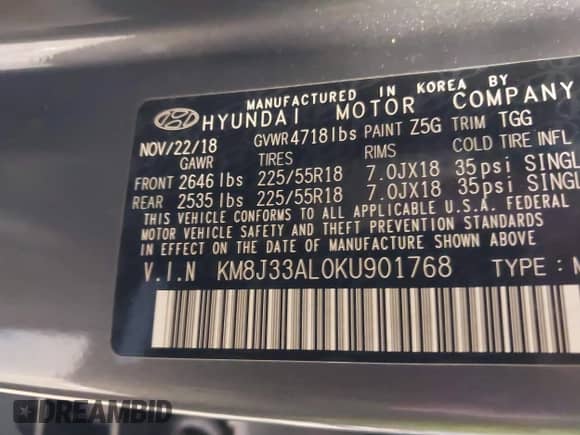 MANUFACTURED IN KOREA BY
HYUNDAI MOTOR COMPANY
NOV/22/18 GVWR 4718 lbs PAINT Z5G TRIM TGG
GAWR TIRES RIMS COLD TIRE INFL
FRONT 2646 lbs 225/55R18 7.0JX18 35psi SINGL
REAR 2535 lbs 225/55R18 7.0JX18 35psi SINGL
THIS VEHICLE CONFORMS TO ALL APPLICABLE U.S.A. FEDERAL
MOTOR VEHICLE SAFETY AND THEFT PREVENTION STANDARDS
IN EFFECT ON THE DATE OF MANUFACTURE SHOWN ABOVE.
V.I.N KM8J33AL0KU901768 TYPE:M
DREAMBID